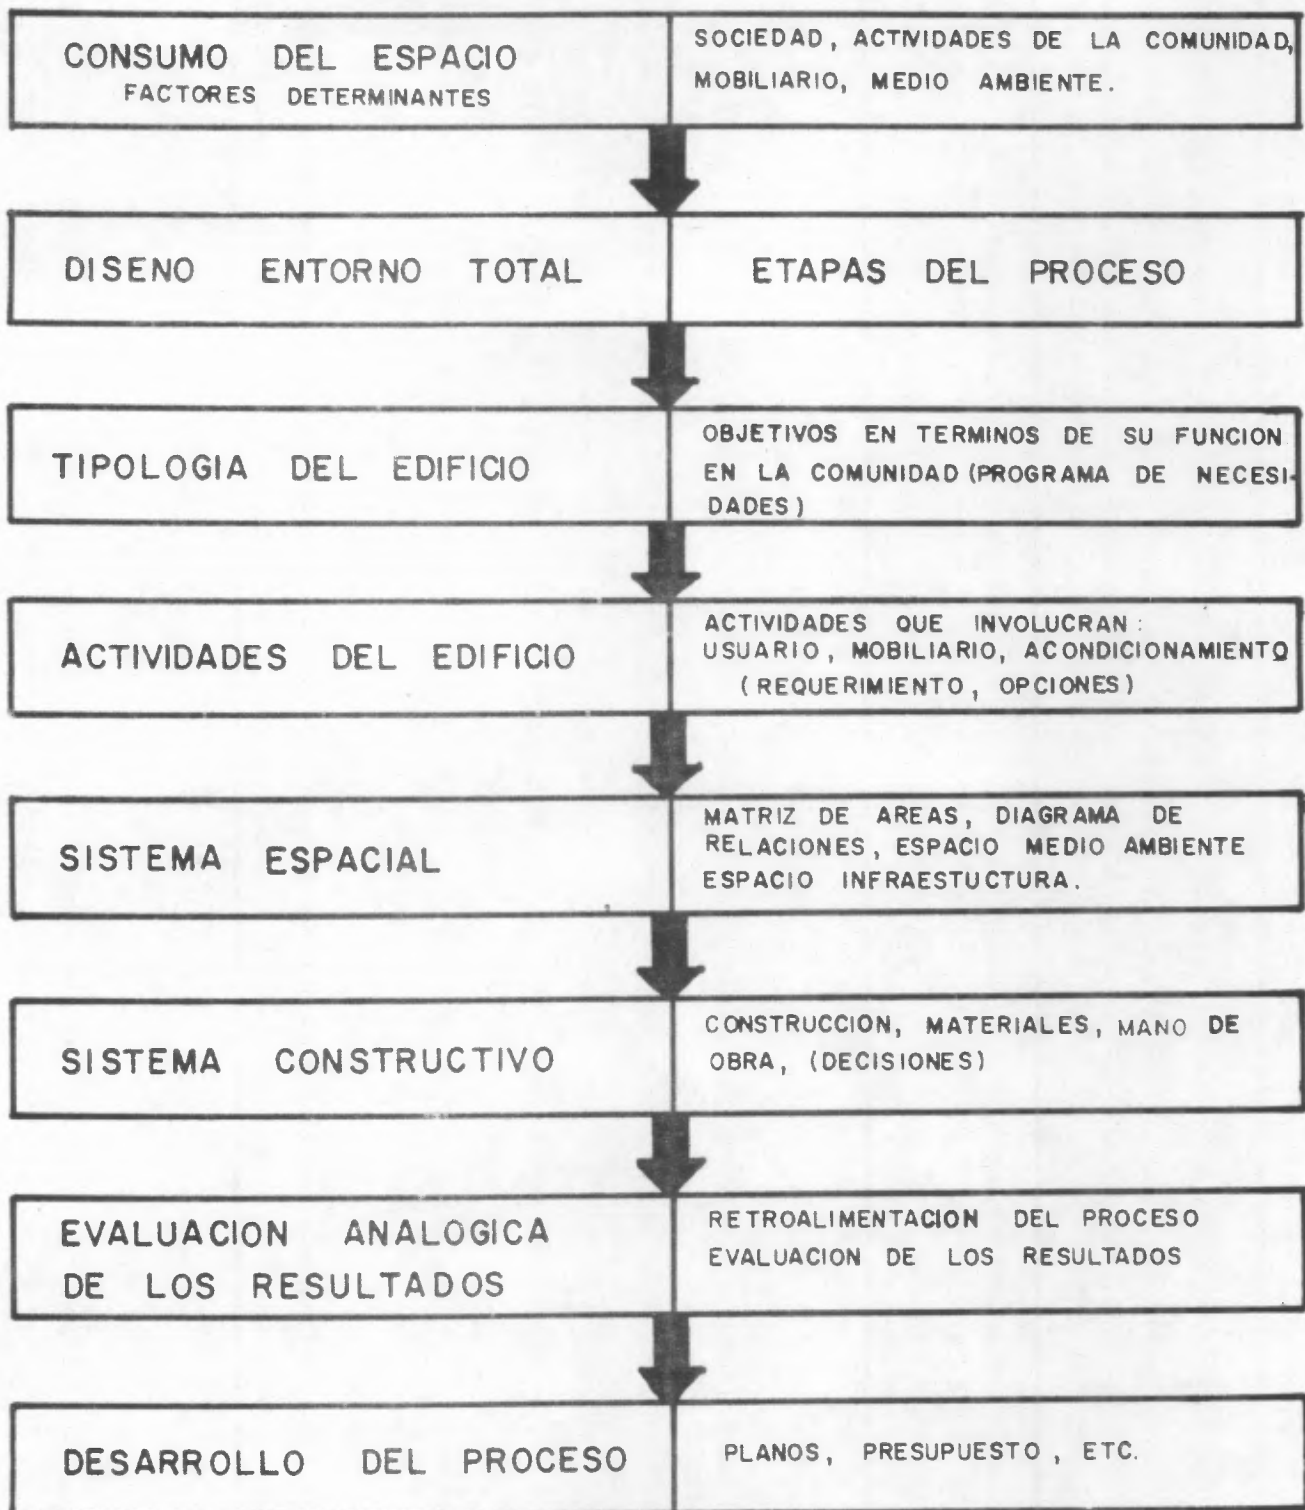 CONSUMO DEL ESPACIO
FACTORES DETERMINANTES
SOCIEDAD, ACTIVIDADES DE LA COMUNIDAD,
MOBILIARIO, MEDIO AMBIENTE.
DISENO ENTORNO TOTAL
ETAPAS DEL PROCESO
TIPOLOGIA DEL EDIFICIO
OBJETIVOS EN TERMINOS DE SU FUNCION
EN LA COMUNIDAD (PROGRAMA DE NECESI-
DADES)
ACTIVIDADES DEL EDIFICIO
ACTIVIDADES QUE INVOLUCRAN:
USUARIO, MOBILIARIO, ACONDICIONAMIENTO
(REQUERIMIENTO, OPCIONES)
SISTEMA ESPACIAL
MATRIZ DE AREAS, DIAGRAMA DE
RELACIONES, ESPACIO MEDIO AMBIENTE
ESPACIO INFRAESTUCTURA.
SISTEMA CONSTRUCTIVO
CONSTRUCCION, MATERIALES, MANO DE
OBRA, (DECISIONES)
EVALUACION ANALOGICA
DE LOS RESULTADOS
RETROALIMENTACION DEL PROCESO
EVALUACION DE LOS RESULTADOS
DESARROLLO DEL PROCESO
PLANOS, PRESUPUESTO, ETC.